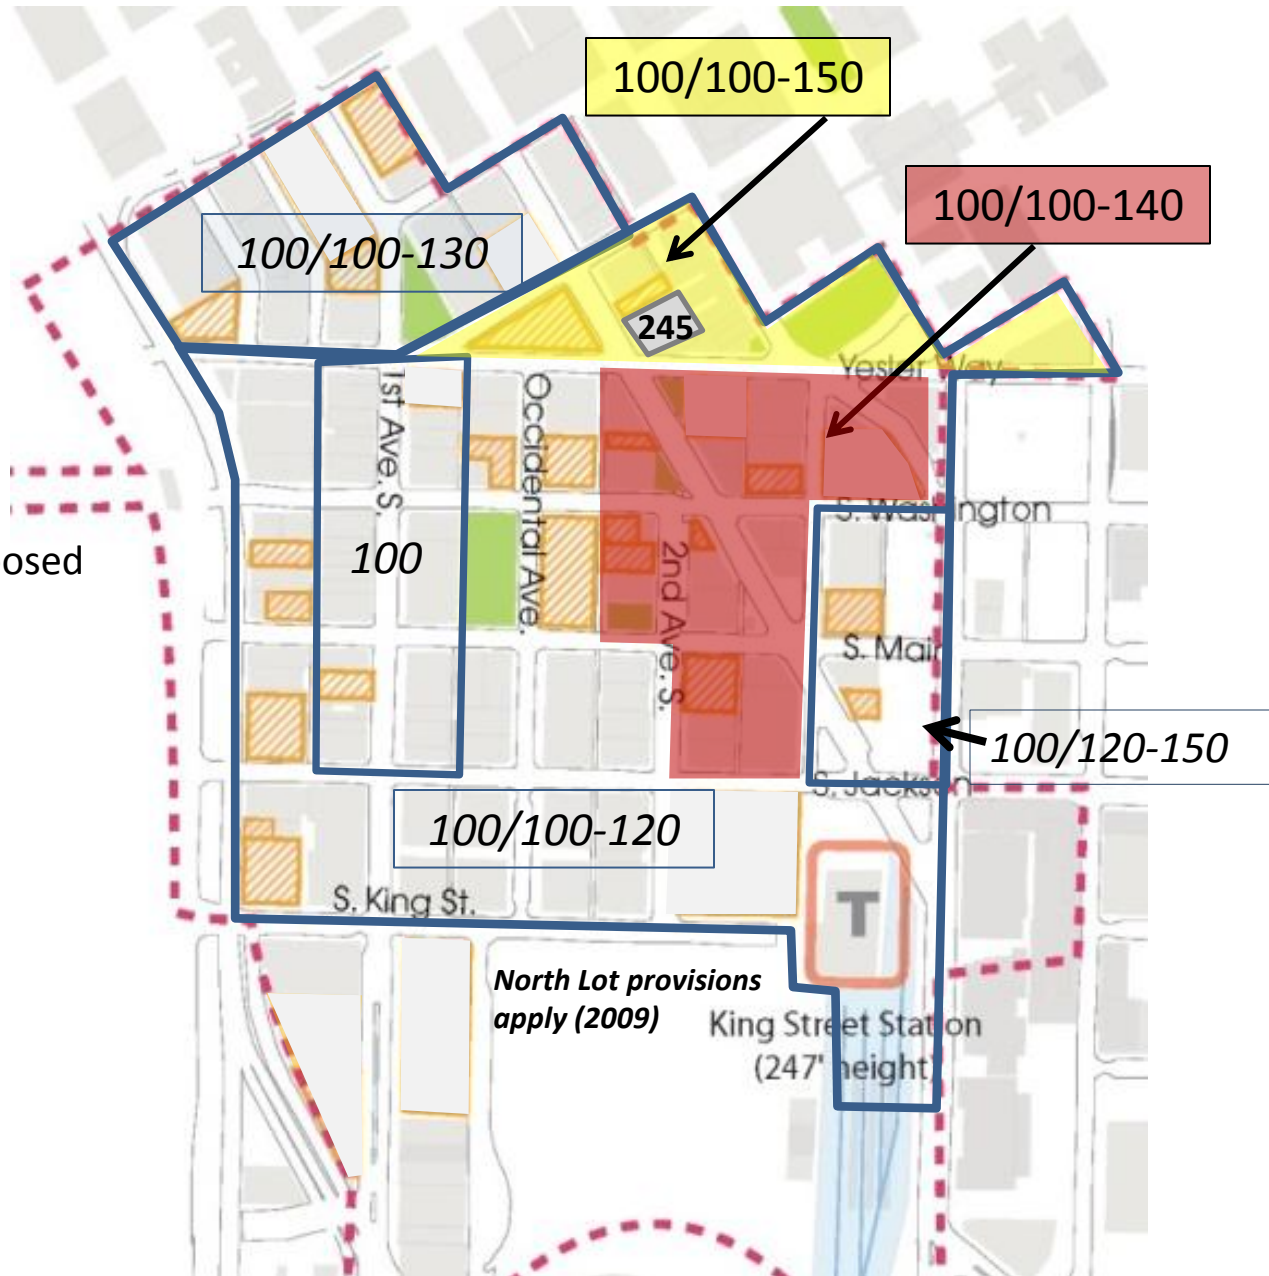 100/100-150
100/100-140
100/100-130
245
Yesler Way
1st Ave. S.
Occidental Ave.
S. Washington
osed
100
2nd Ave. S.
S. Main
100/120-150
S. Jackson
100/100-120
S. King St.
T
North Lot provisions
apply (2009)
King Street Station
(247' height)